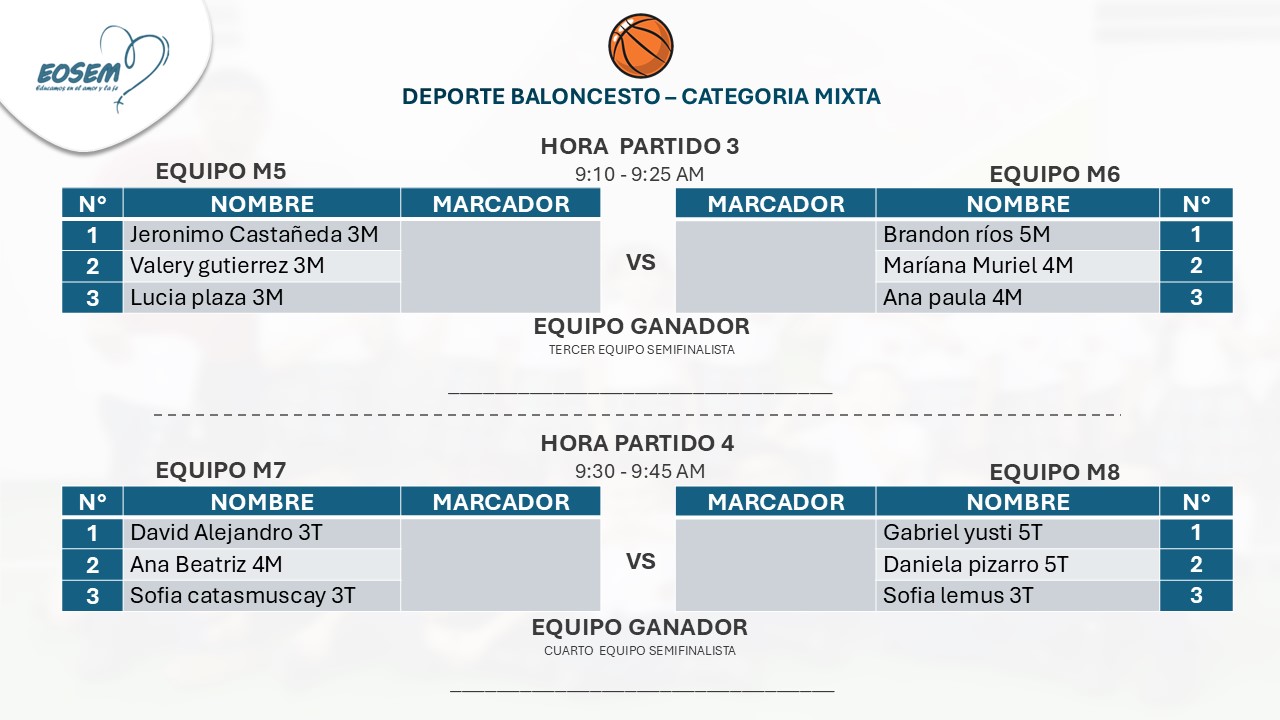 EOSEM
Educamos en el amor y la fe
DEPORTE BALONCESTO – CATEGORIA MIXTA
HORA PARTIDO 3
9:10 - 9:25 AM
EQUIPO M5
EQUIPO M6
N° NOMBRE MARCADOR MARCADOR NOMBRE N°
1 Jeronimo Castañeda 3M Brandon ríos 5M 1
2 Valery gutierrez 3M VS Maríana Muriel 4M 2
3 Lucia plaza 3M Ana paula 4M 3
EQUIPO GANADOR
TERCER EQUIPO SEMIFINALISTA
HORA PARTIDO 4
9:30 - 9:45 AM
EQUIPO M7
EQUIPO M8
N° NOMBRE MARCADOR MARCADOR NOMBRE N°
1 David Alejandro 3T Gabriel yusti 5T 1
2 Ana Beatriz 4M VS Daniela pizarro 5T 2
3 Sofia catasmuscay 3T Sofia lemus 3T 3
EQUIPO GANADOR
CUARTO EQUIPO SEMIFINALISTA